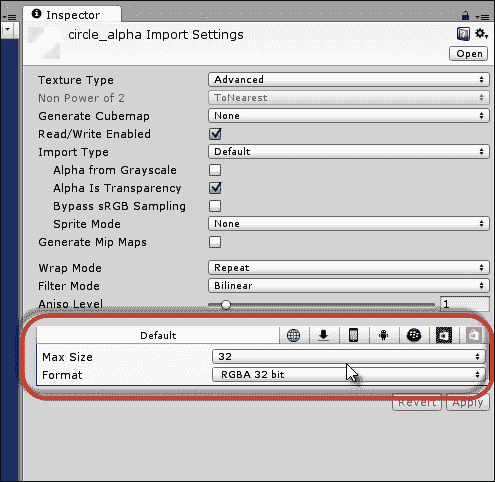 Inspector
circle_alpha Import Settings
Open
Texture Type Advanced
Non Power of 2 ToNearest
Generate Cubemap None
Read/Write Enabled
Import Type Default
Alpha from Grayscale
Alpha Is Transparency
Bypass sRGB Sampling
Sprite Mode None
Generate Mip Maps
Wrap Mode Repeat
Filter Mode Bilinear
Aniso Level 1
Default
Max Size 32
Format RGBA 32 bit
Revert Apply